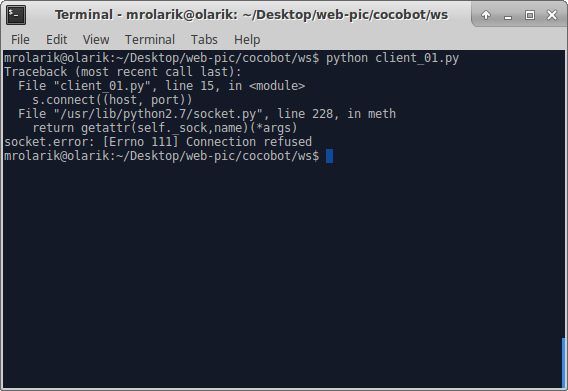 Terminal - mrolarik@olarik: ~/Desktop/web-pic/cocobot/ws
File Edit View Terminal Tabs Help
mrolarik@olarik:~/Desktop/web-pic/cocobot/ws$ python client_01.py
Traceback (most recent call last):
  File "client_01.py", line 15, in <module>
    s.connect((host, port))
  File "/usr/lib/python2.7/socket.py", line 228, in meth
    return getattr(self._sock,name)(*args)
socket.error: [Errno 111] Connection refused
mrolarik@olarik:~/Desktop/web-pic/cocobot/ws$